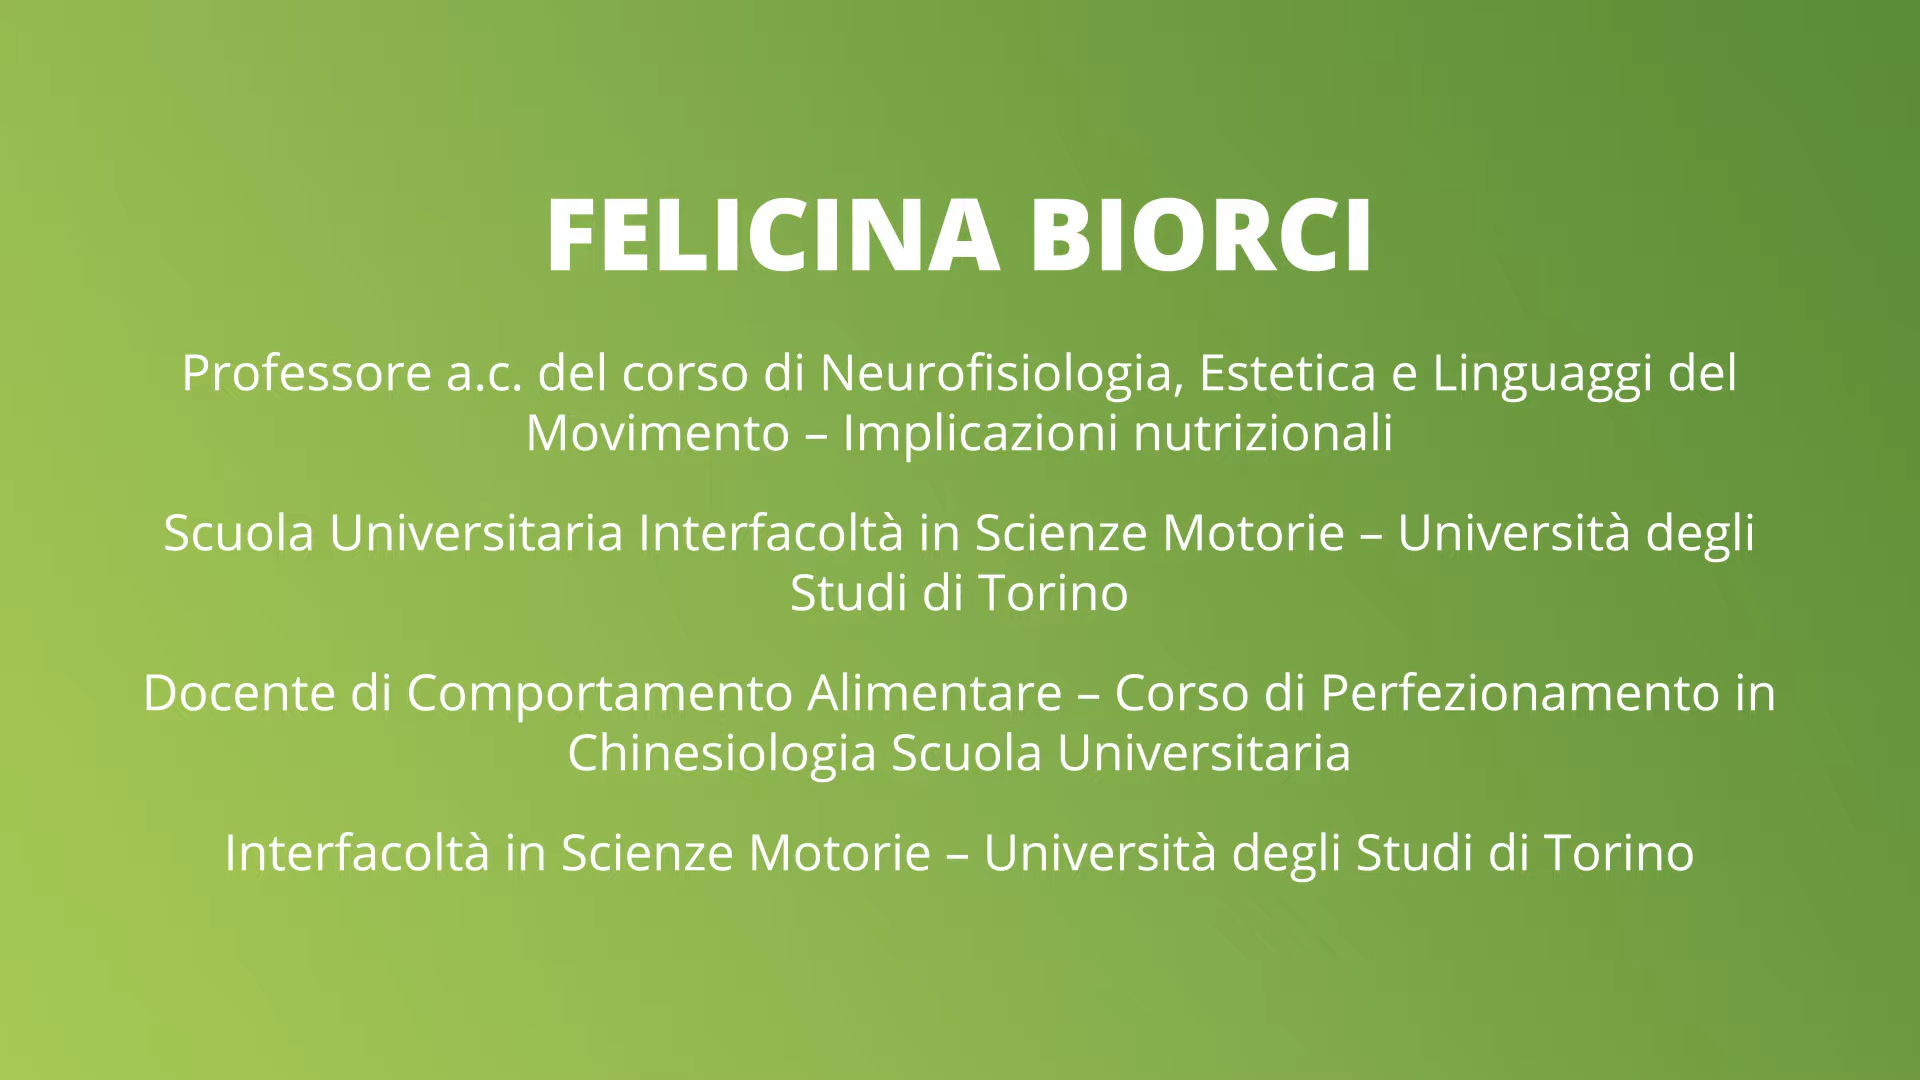 FELICINA BIORCI
Professore a.c. del corso di Neurofisiologia, Estetica e Linguaggi del
Movimento – Implicazioni nutrizionali
Scuola Universitaria Interfacoltà in Scienze Motorie – Università degli
Studi di Torino
Docente di Comportamento Alimentare – Corso di Perfezionamento in
Chinesiologia Scuola Universitaria
Interfacoltà in Scienze Motorie – Università degli Studi di Torino